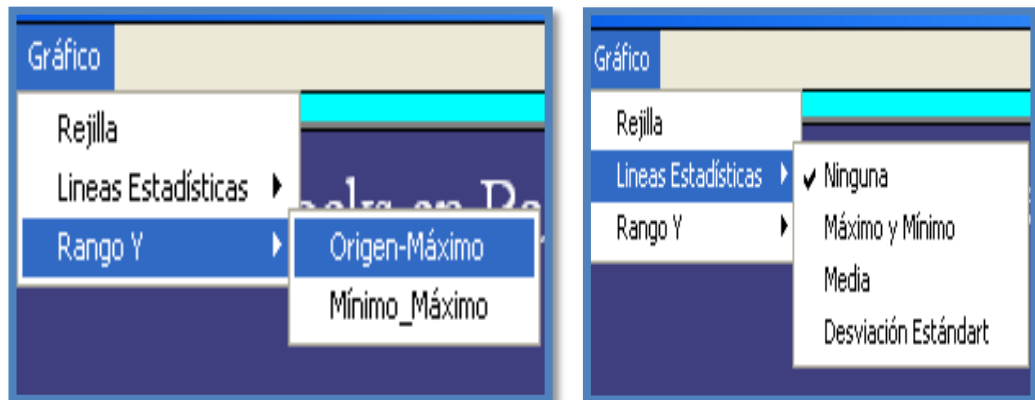 Gráfico
Rejilla
Lineas Estadísticas
Rango Y
Origen-Máximo
Mínimo_Máximo
Gráfico
Rejilla
Lineas Estadísticas
Rango Y
Ninguna
Máximo y Mínimo
Media
Desviación Estándart